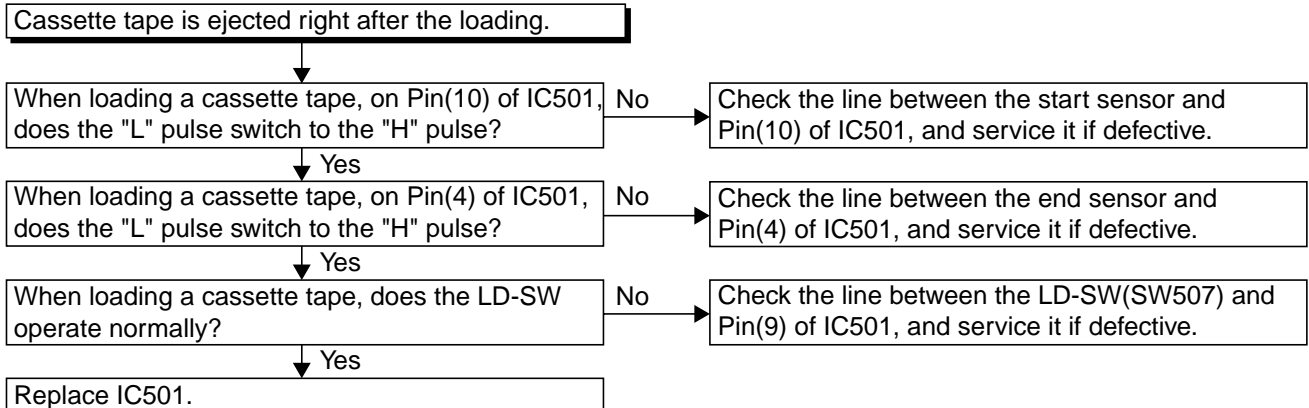 Cassette tape is ejected right after the loading.
When loading a cassette tape, on Pin(10) of IC501,
does the "L" pulse switch to the "H" pulse?
No
Check the line between the start sensor and
Pin(10) of IC501, and service it if defective.
Yes
When loading a cassette tape, on Pin(4) of IC501,
does the "L" pulse switch to the "H" pulse?
No
Check the line between the end sensor and
Pin(4) of IC501, and service it if defective.
Yes
When loading a cassette tape, does the LD-SW
operate normally?
No
Check the line between the LD-SW(SW507) and
Pin(9) of IC501, and service it if defective.
Yes
Replace IC501.